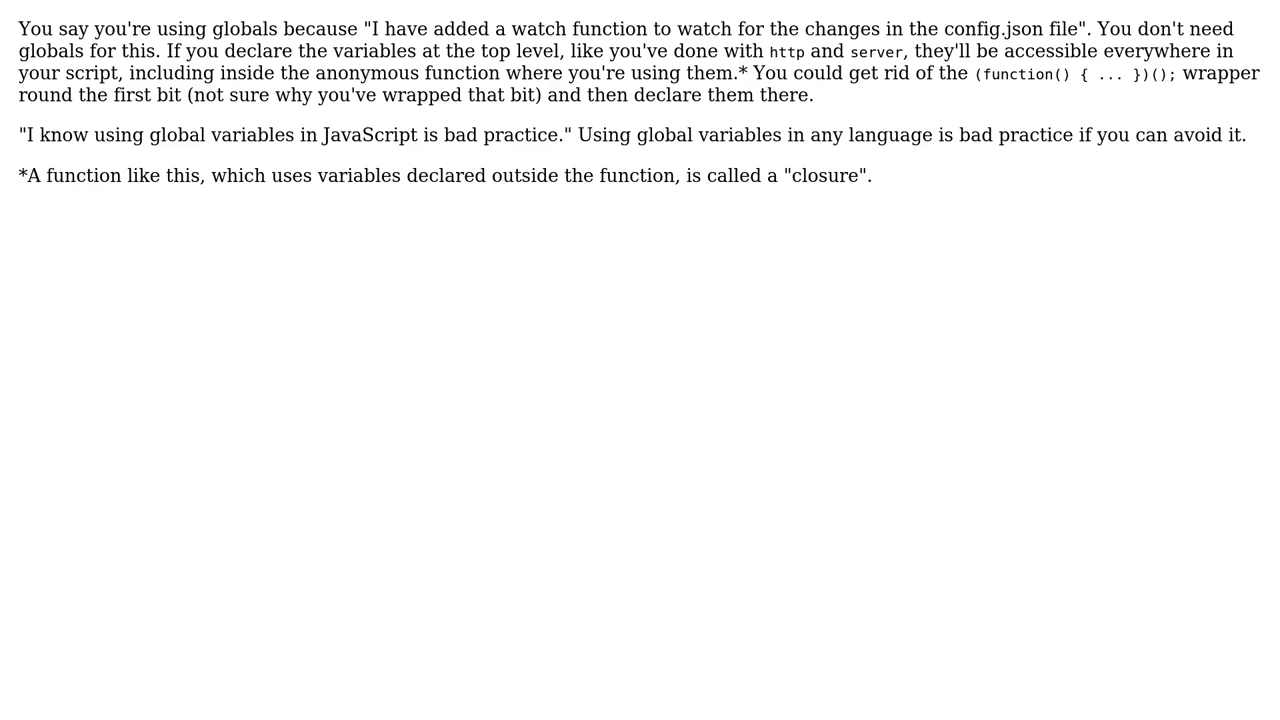 You say you're using globals because "I have added a watch function to watch for the changes in the config.json file". You don't need
globals for this. If you declare the variables at the top level, like you've done with http and server, they'll be accessible everywhere in
your script, including inside the anonymous function where you're using them.* You could get rid of the (function() { ... })(); wrapper
round the first bit (not sure why you've wrapped that bit) and then declare them there.
"I know using global variables in JavaScript is bad practice." Using global variables in any language is bad practice if you can avoid it.
*A function like this, which uses variables declared outside the function, is called a "closure".